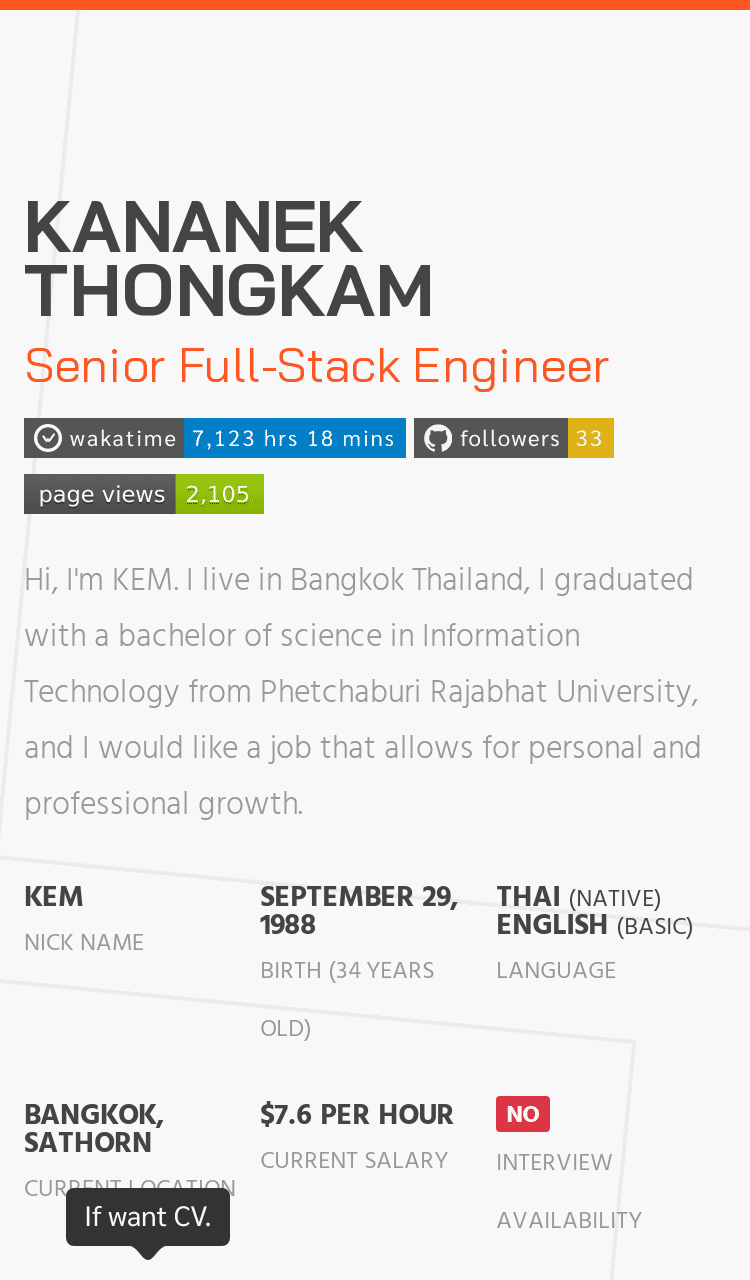 KANANEK
THONGKAM
Senior Full-Stack Engineer
wakatime 7,123 hrs 18 mins followers 33
page views 2,105
Hi, I'm KEM. I live in Bangkok Thailand, I graduated
with a bachelor of science in Information
Technology from Phetchaburi Rajabhat University,
and I would like a job that allows for personal and
professional growth.
KEM
NICK NAME
SEPTEMBER 29,
1988
BIRTH (34 YEARS
OLD)
THAI (NATIVE)
ENGLISH (BASIC)
LANGUAGE
BANGKOK,
SATHORN
CURRENT LOCATION
$7.6 PER HOUR
CURRENT SALARY
NO
INTERVIEW
AVAILABILITY
If want CV.